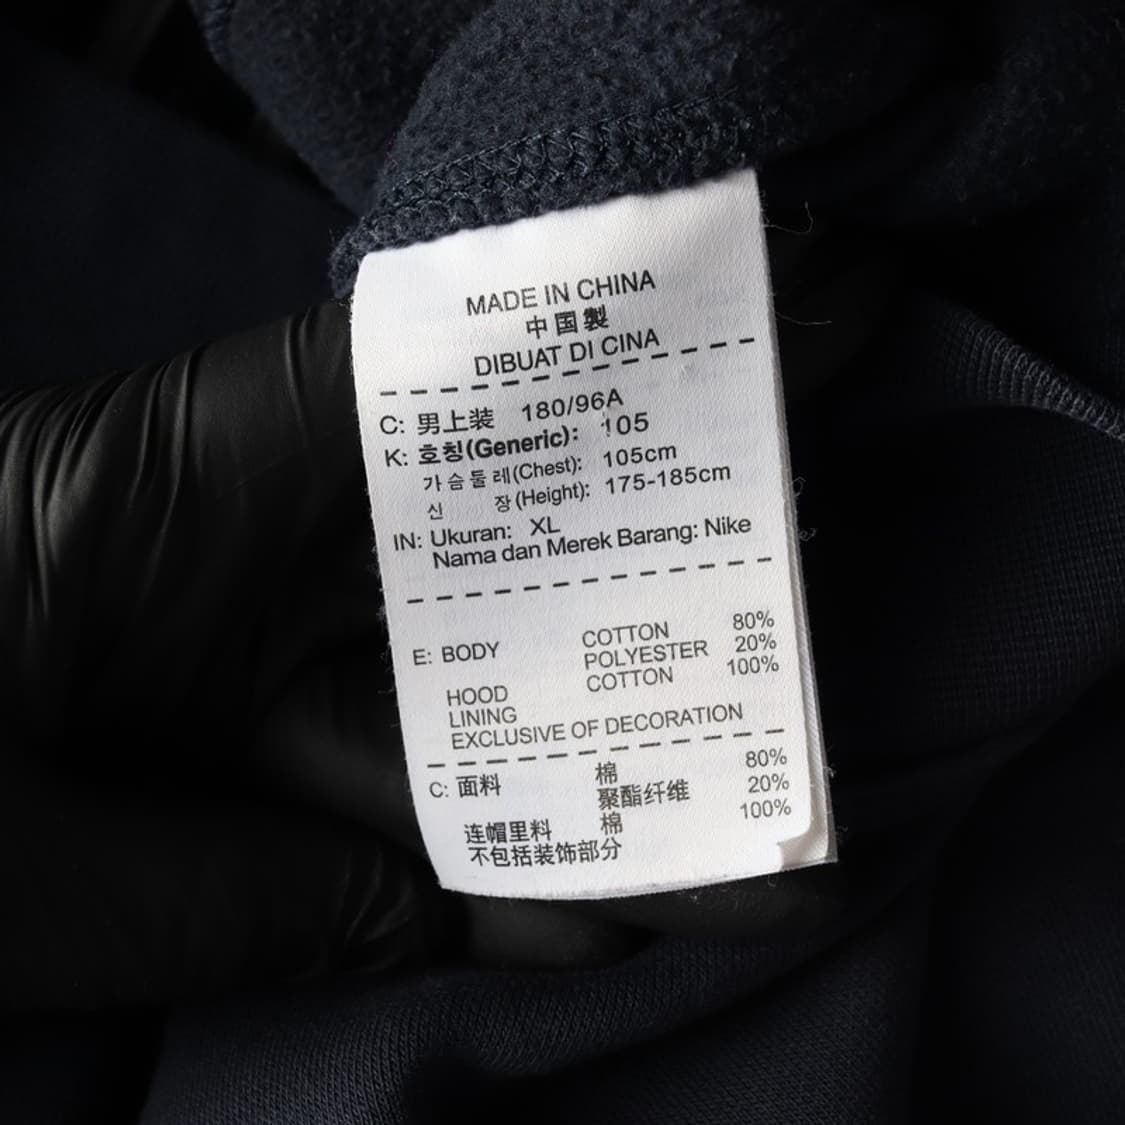 MADE IN CHINA
中国製
DIBUAT DI CINA
C: 男上装 180/96A
K: 호칭(Generic): 105
가슴둘레(Chest): 105cm
신 장(Height): 175-185cm
IN: Ukuran: XL
Nama dan Merek Barang: Nike
E: BODY COTTON 80%
POLYESTER 20%
HOOD COTTON 100%
LINING
EXCLUSIVE OF DECORATION
C: 面料 棉 80%
聚酯纤维 20%
连帽里料 棉 100%
不包括装饰部分